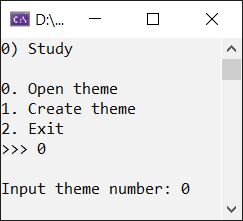 D:\...
0) Study
0. Open theme
1. Create theme
2. Exit
>>> 0
Input theme number: 0